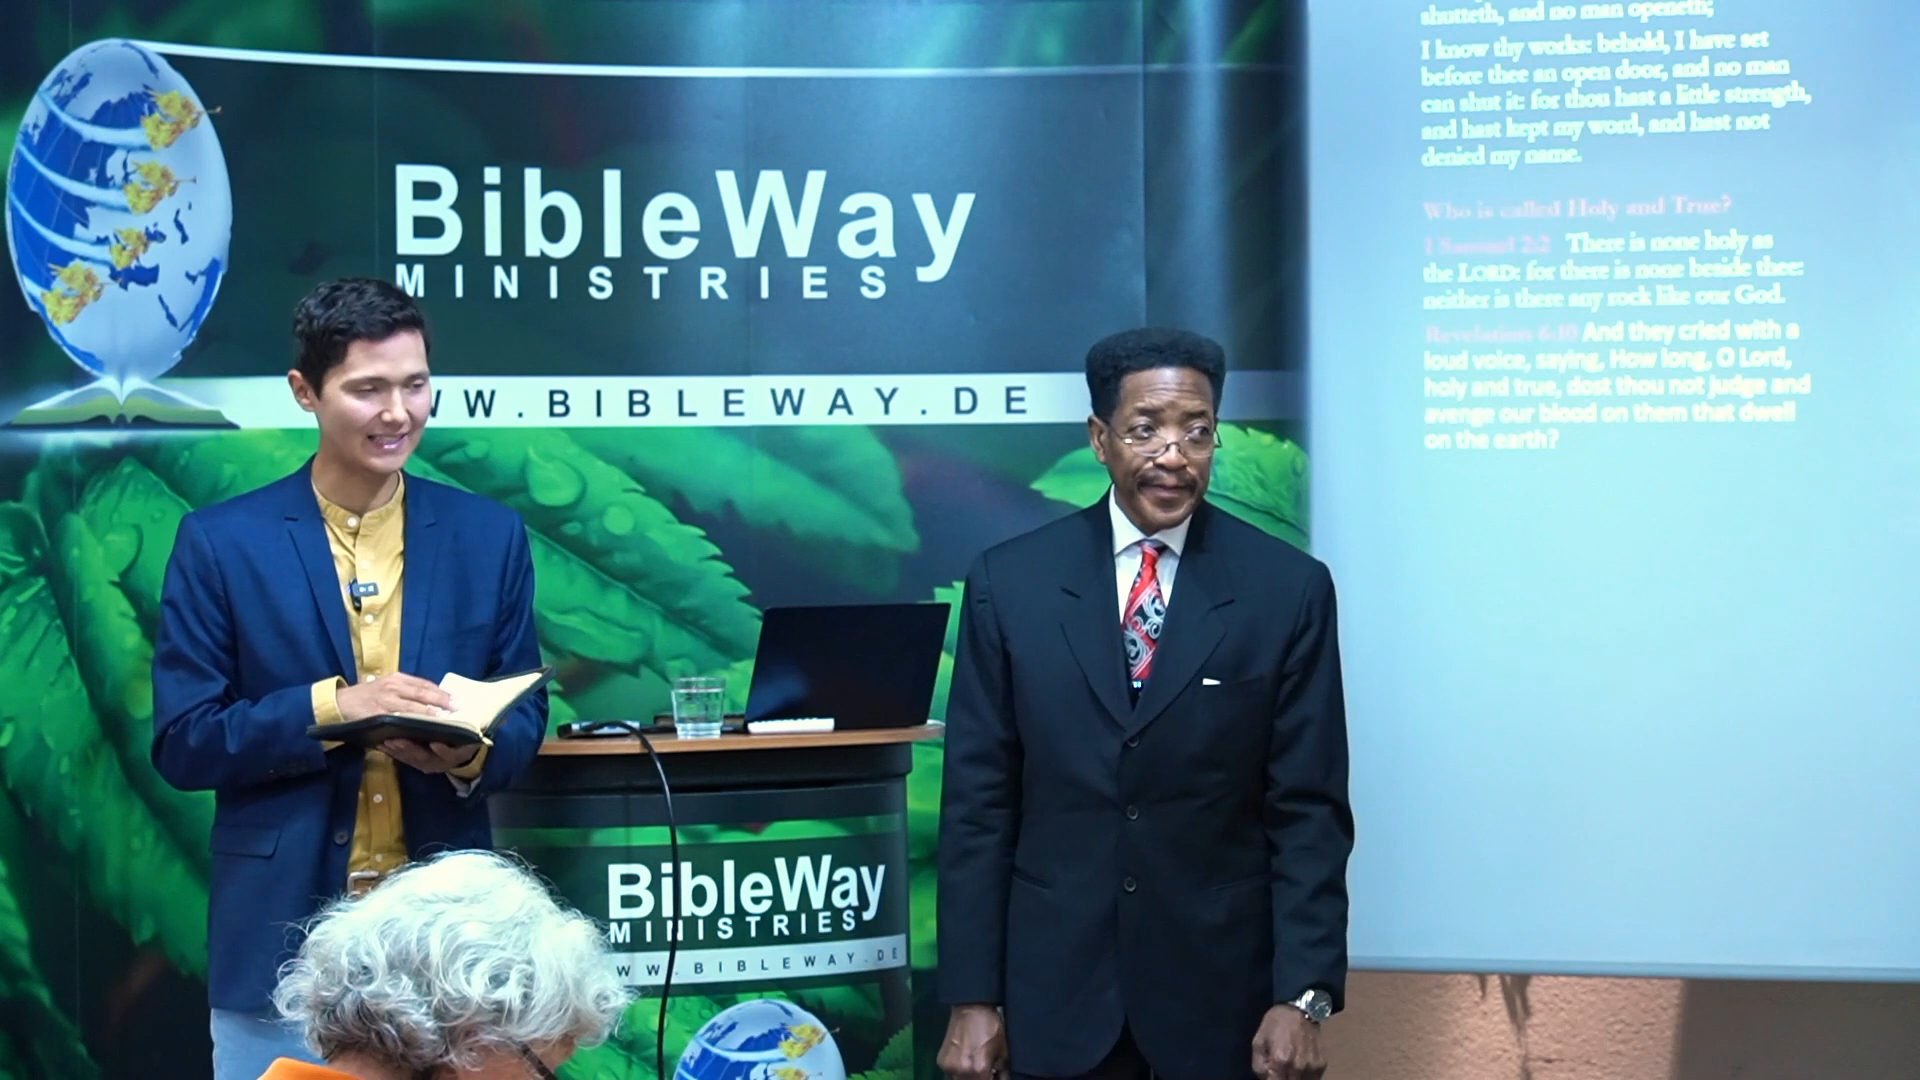 BibleWay
MINISTRIES
WW.BIBLEWAY.DE
BibleWay
MINISTRIES
WW.BIBLEWAY.DE
shutteth, and no man openeth;
I know thy works: behold, I have set
before thee an open door, and no man
can shut it: for thou hast a little strength,
and hast kept my word, and hast not
denied my name.
Who is called Holy and True?
1 Samuel 2:2 There is none holy as
the LORD: for there is none beside thee:
neither is there any rock like our God.
Revelation 6:10 And they cried with a
loud voice, saying, How long, O Lord,
holy and true, dost thou not judge and
avenge our blood on them that dwell
on the earth?